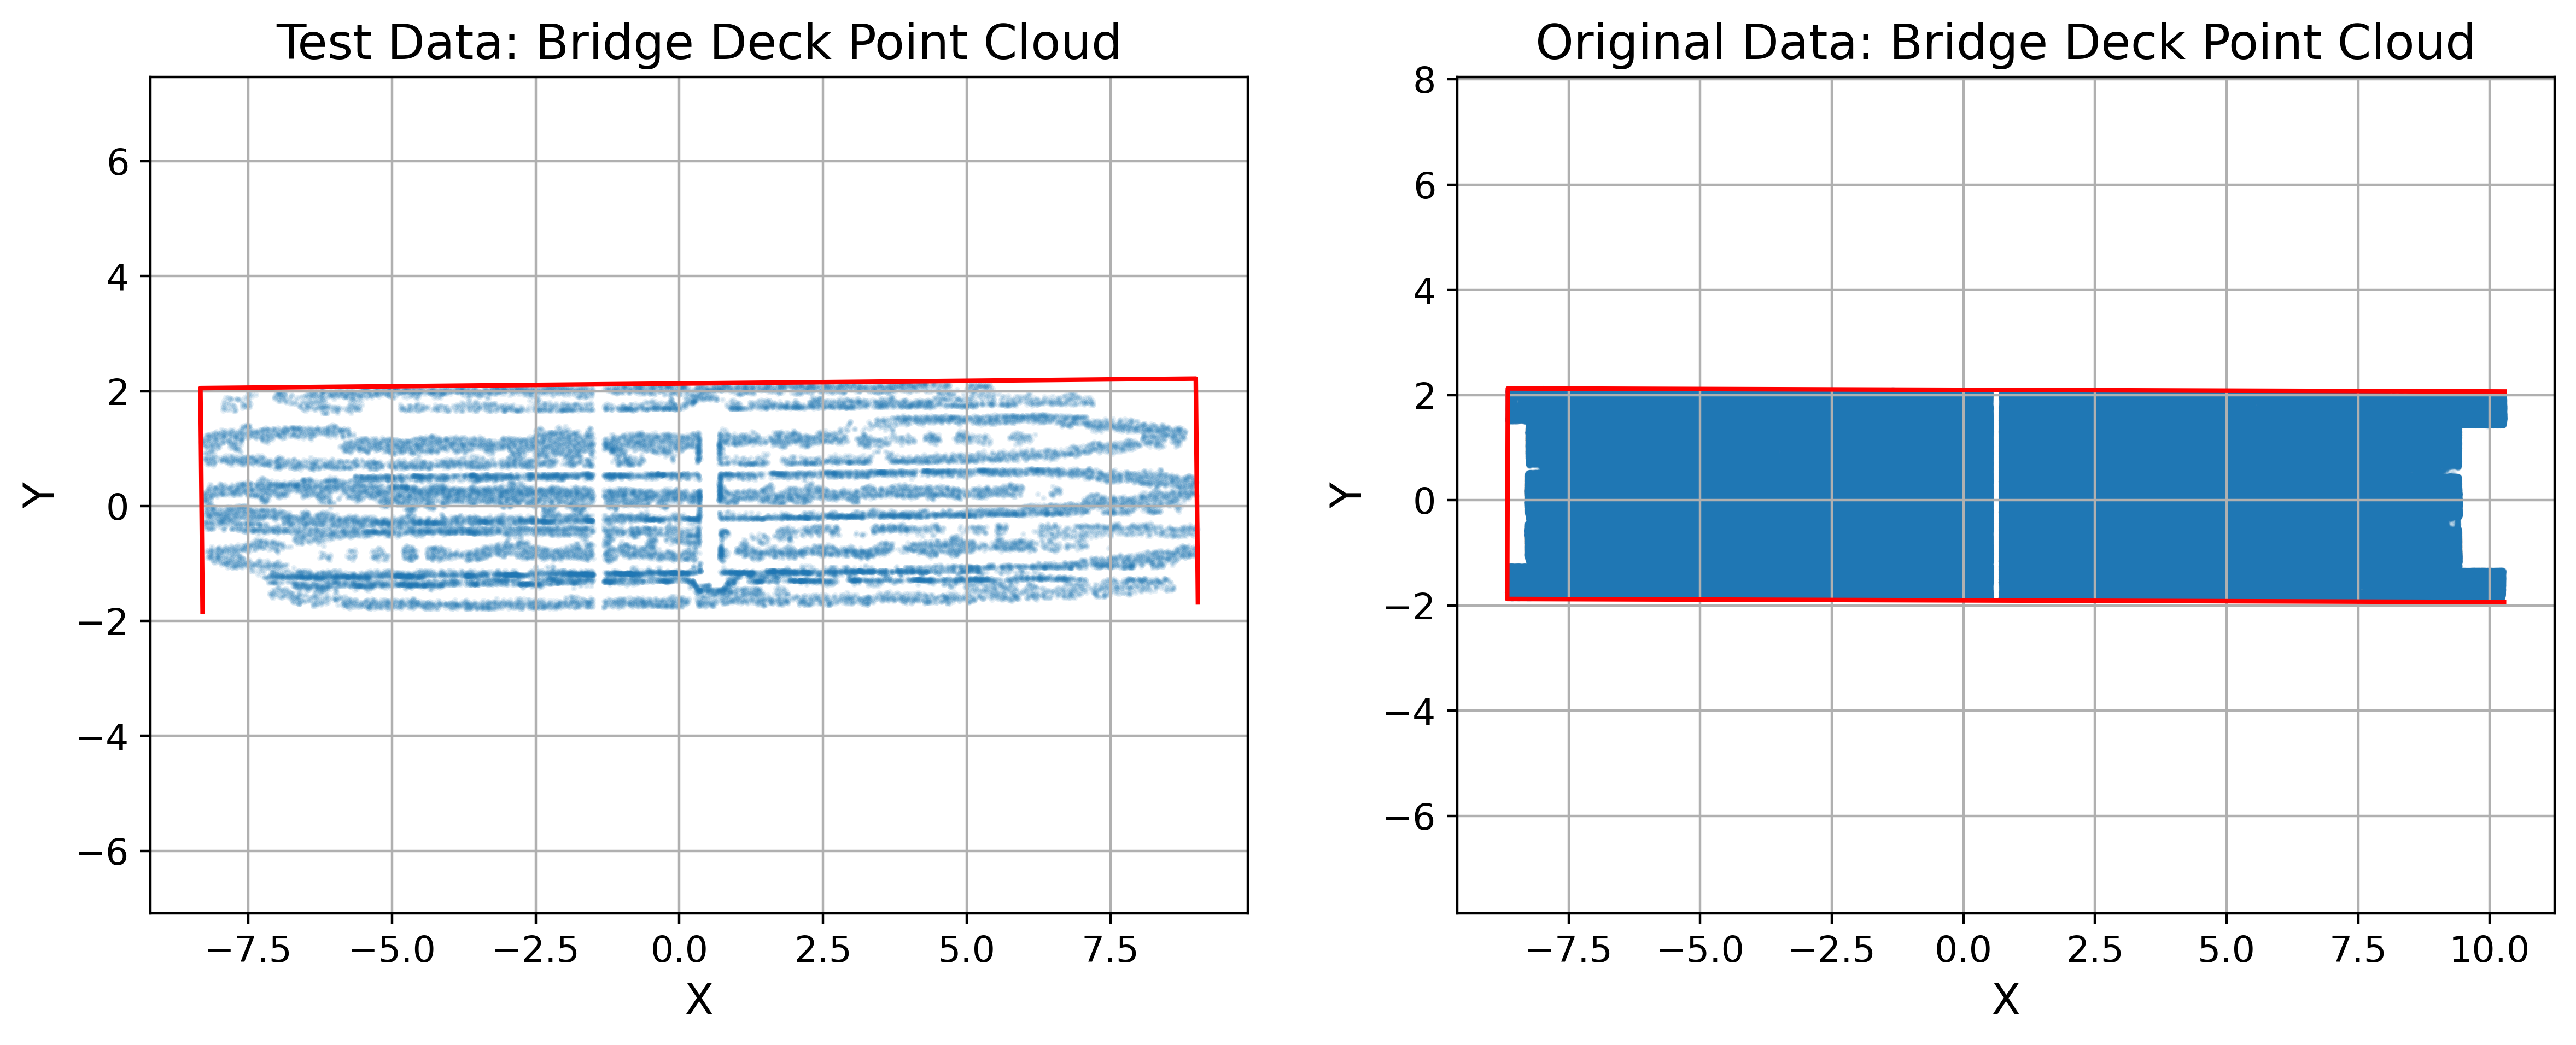 Test Data: Bridge Deck Point Cloud
6
4
2
0
−2
−4
−6
Y
−7.5 −5.0 −2.5 0.0 2.5 5.0 7.5
X
Original Data: Bridge Deck Point Cloud
8
6
4
2
0
−2
−4
−6
Y
−7.5 −5.0 −2.5 0.0 2.5 5.0 7.5 10.0
X